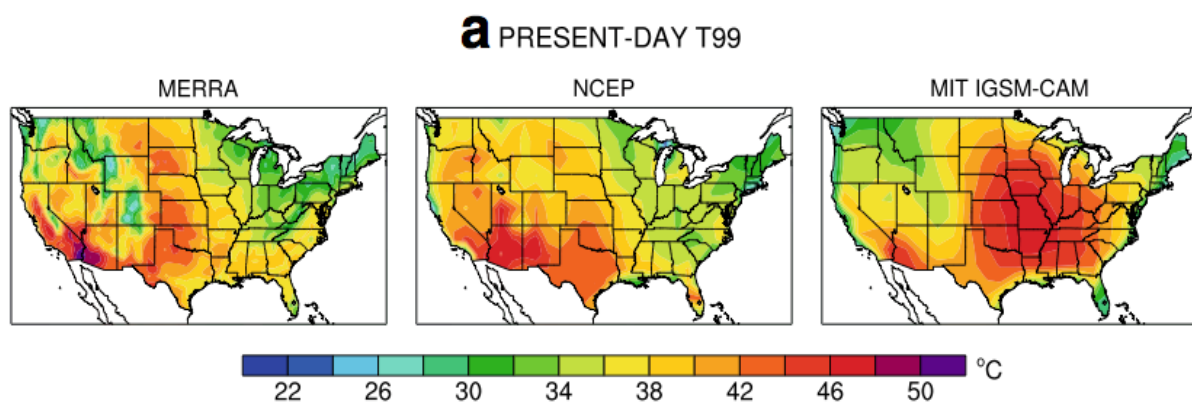 a PRESENT-DAY T99
MERRA NCEP MIT IGSM-CAM
22 26 30 34 38 42 46 50 °C